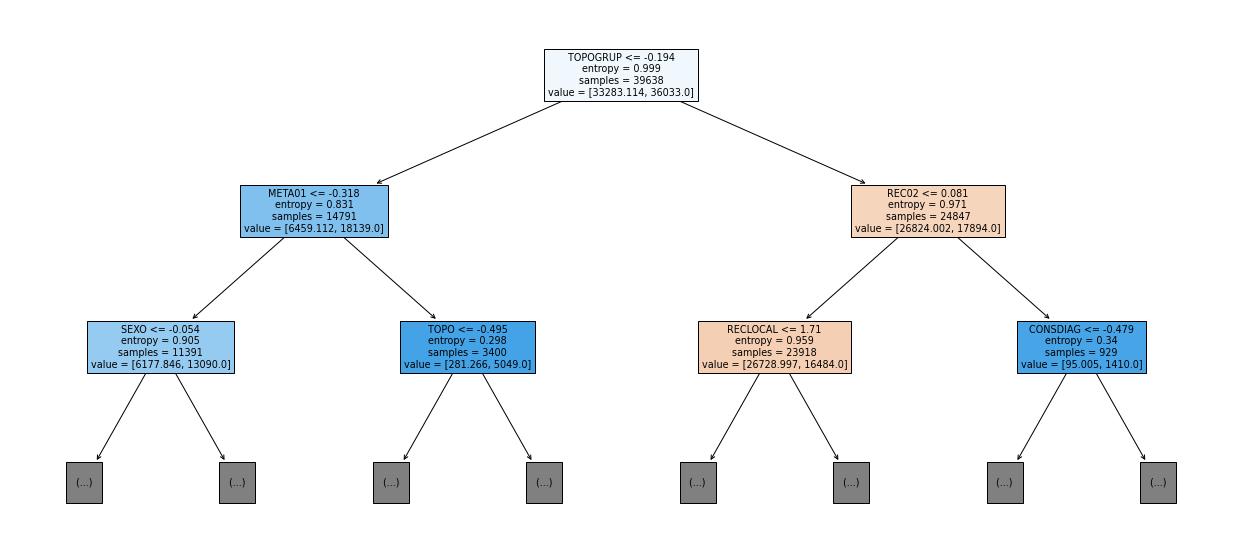 TOPOGRUP <= -0.194
entropy = 0.999
samples = 39638
value = [33283.114, 36033.0]
META01 <= -0.318
entropy = 0.831
samples = 14791
value = [6459.112, 18139.0]
REC02 <= 0.081
entropy = 0.971
samples = 24847
value = [26824.002, 17894.0]
SEXO <= -0.054
entropy = 0.905
samples = 11391
value = [6177.846, 13090.0]
TOPO <= -0.495
entropy = 0.298
samples = 3400
value = [281.266, 5049.0]
RECLOCAL <= 1.71
entropy = 0.959
samples = 23918
value = [26728.997, 16484.0]
CONSDIAG <= -0.479
entropy = 0.34
samples = 929
value = [95.005, 1410.0]
(...)
(...)
(...)
(...)
(...)
(...)
(...)
(...)